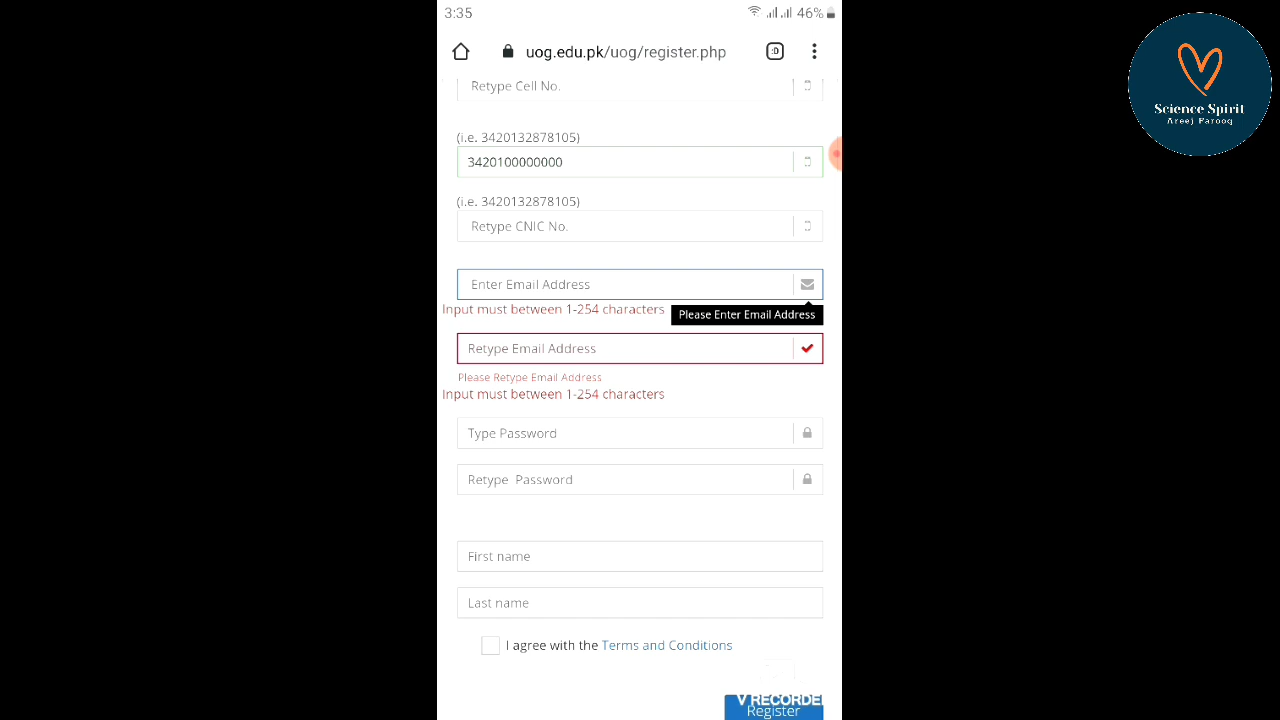 3:35
46%
uog.edu.pk/uog/register.php
:D
Retype Cell No.
(i.e. 3420132878105)
3420100000000
(i.e. 3420132878105)
Retype CNIC No.
Enter Email Address
Input must between 1-254 characters
Please Enter Email Address
Retype Email Address
Please Retype Email Address
Input must between 1-254 characters
Type Password
Retype Password
First name
Last name
I agree with the Terms and Conditions
V RECORDER
Register
Science Spirit
Areej Farooq